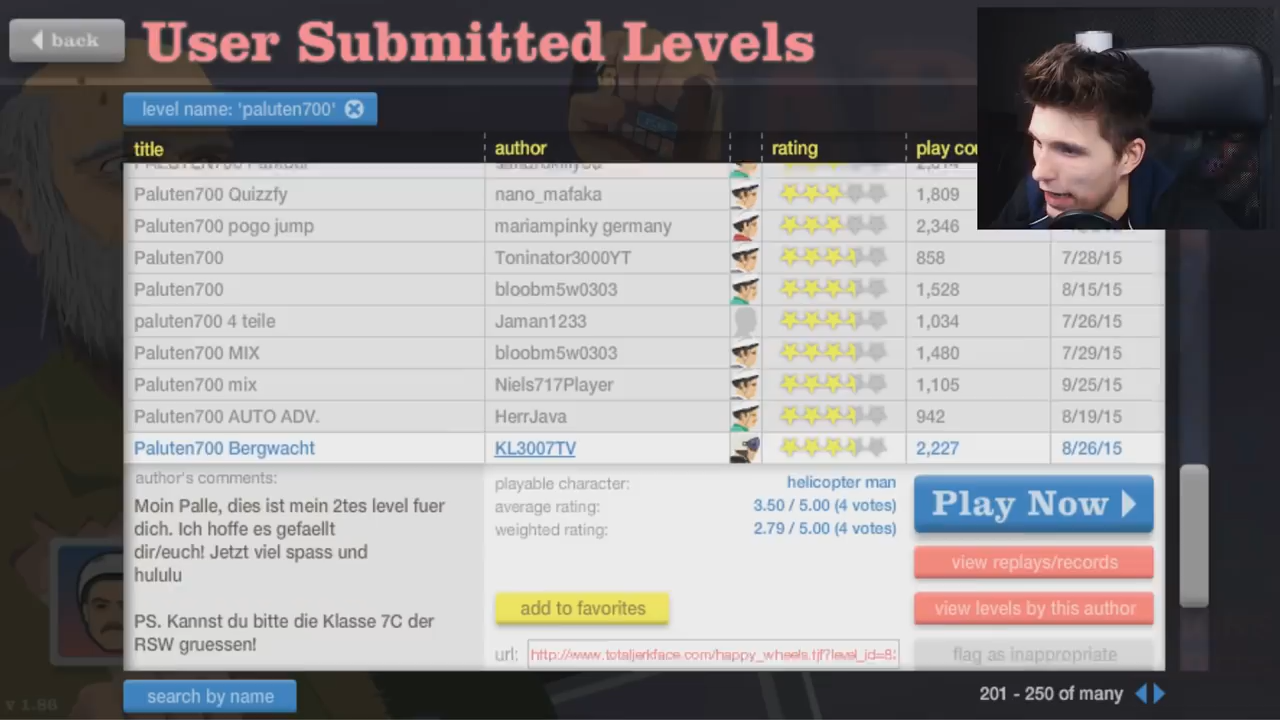 back
User Submitted Levels
level name: 'paluten700'
title author rating play cou
Paluten700 Quizzfy nano_mafaka 1,809
Paluten700 pogo jump mariampinky germany 2,346
Paluten700 Toninator3000YT 858 7/28/15
Paluten700 bloobm5w0303 1,528 8/15/15
paluten700 4 teile Jaman1233 1,034 7/26/15
Paluten700 MIX bloobm5w0303 1,480 7/29/15
Paluten700 mix Niels717Player 1,105 9/25/15
Paluten700 AUTO ADV. HerrJava 942 8/19/15
Paluten700 Bergwacht KL3007TV 2,227 8/26/15
author's comments:
Moin Palle, dies ist mein 2tes level fuer
dich. Ich hoffe es gefaellt
dir/euch! Jetzt viel spass und
hululu
PS. Kannst du bitte die Klasse 7C der
RSW gruessen!
playable character: helicopter man
average rating: 3.50 / 5.00 (4 votes)
weighted rating: 2.79 / 5.00 (4 votes)
add to favorites
url: http://www.totaljerkface.com/happy_wheels.tjf?level_id=8
Play Now
view replays/records
view levels by this author
flag as inappropriate
v 1.86
search by name
201 - 250 of many